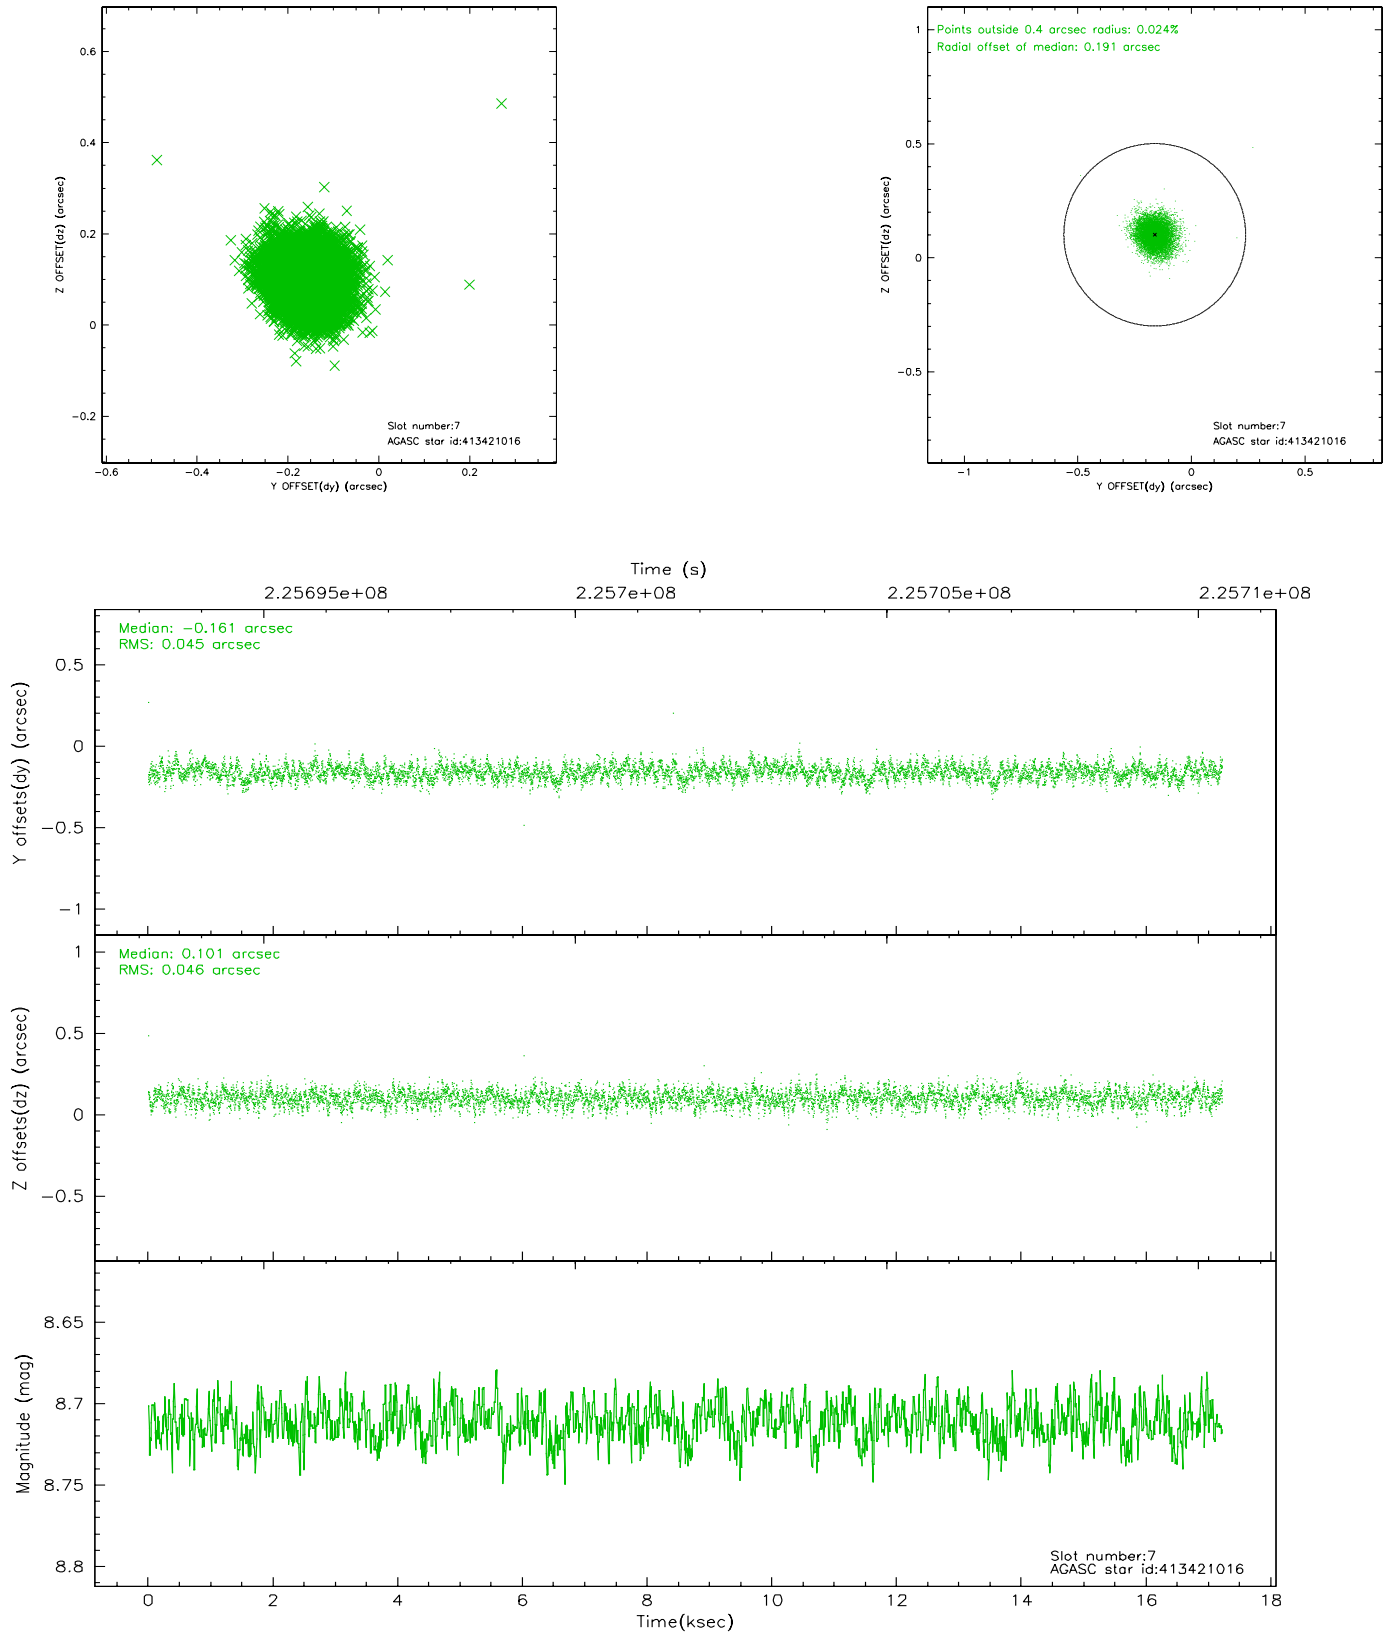 0.6
0.4
0.2
0
−0.2
Z OFFSET(dz) (arcsec)
Slot number:7
AGASC star id:413421016
−0.6 −0.4 −0.2 0 0.2
Y OFFSET(dy) (arcsec)
Points outside 0.4 arcsec radius: 0.024%
Radial offset of median: 0.191 arcsec
1
0.5
0
−0.5
Z OFFSET(dz) (arcsec)
Slot number:7
AGASC star id:413421016
−1 −0.5 0 0.5
Y OFFSET(dy) (arcsec)
Time (s)
2.25695e+08 2.257e+08 2.25705e+08 2.2571e+08
Median: −0.161 arcsec
RMS: 0.045 arcsec
0.5
0
−0.5
−1
Y offsets(dy) (arcsec)
Median: 0.101 arcsec
RMS: 0.046 arcsec
1
0.5
0
−0.5
Z offsets(dz) (arcsec)
8.65
8.7
8.75
8.8
Magnitude (mag)
Slot number:7
AGASC star id:413421016
0 2 4 6 8 10 12 14 16 18
Time(ksec)